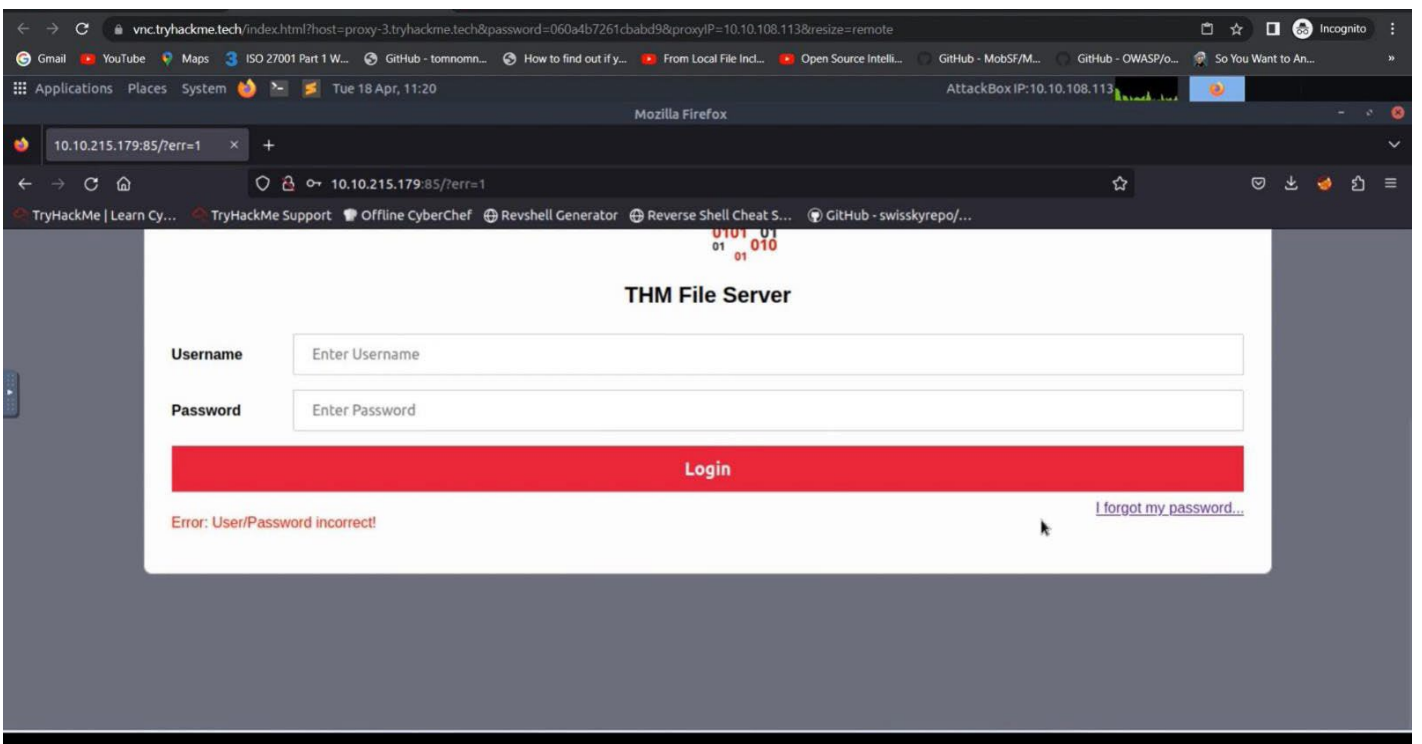 vnc.tryhackme.tech/index.html?host=proxy-3.tryhackme.tech&password=060a4b7261cbabd9&proxyIP=10.10.108.113&resize=remote Incognito
Gmail YouTube Maps ISO 27001 Part 1 W... GitHub - tomnomn... How to find out if y... From Local File Incl... Open Source Intelli... GitHub - MobSF/M... GitHub - OWASP/o... So You Want to An... »
Applications Places System Tue 18 Apr, 11:20 AttackBox IP:10.10.108.113
Mozilla Firefox
10.10.215.179:85/?err=1
10.10.215.179:85/?err=1
TryHackMe | Learn Cy... TryHackMe Support Offline CyberChef Revshell Generator Reverse Shell Cheat S... GitHub - swisskyrepo/...
0101 01
01 010
01
THM File Server
Username Enter Username
Password Enter Password
Login
I forgot my password...
Error: User/Password incorrect!